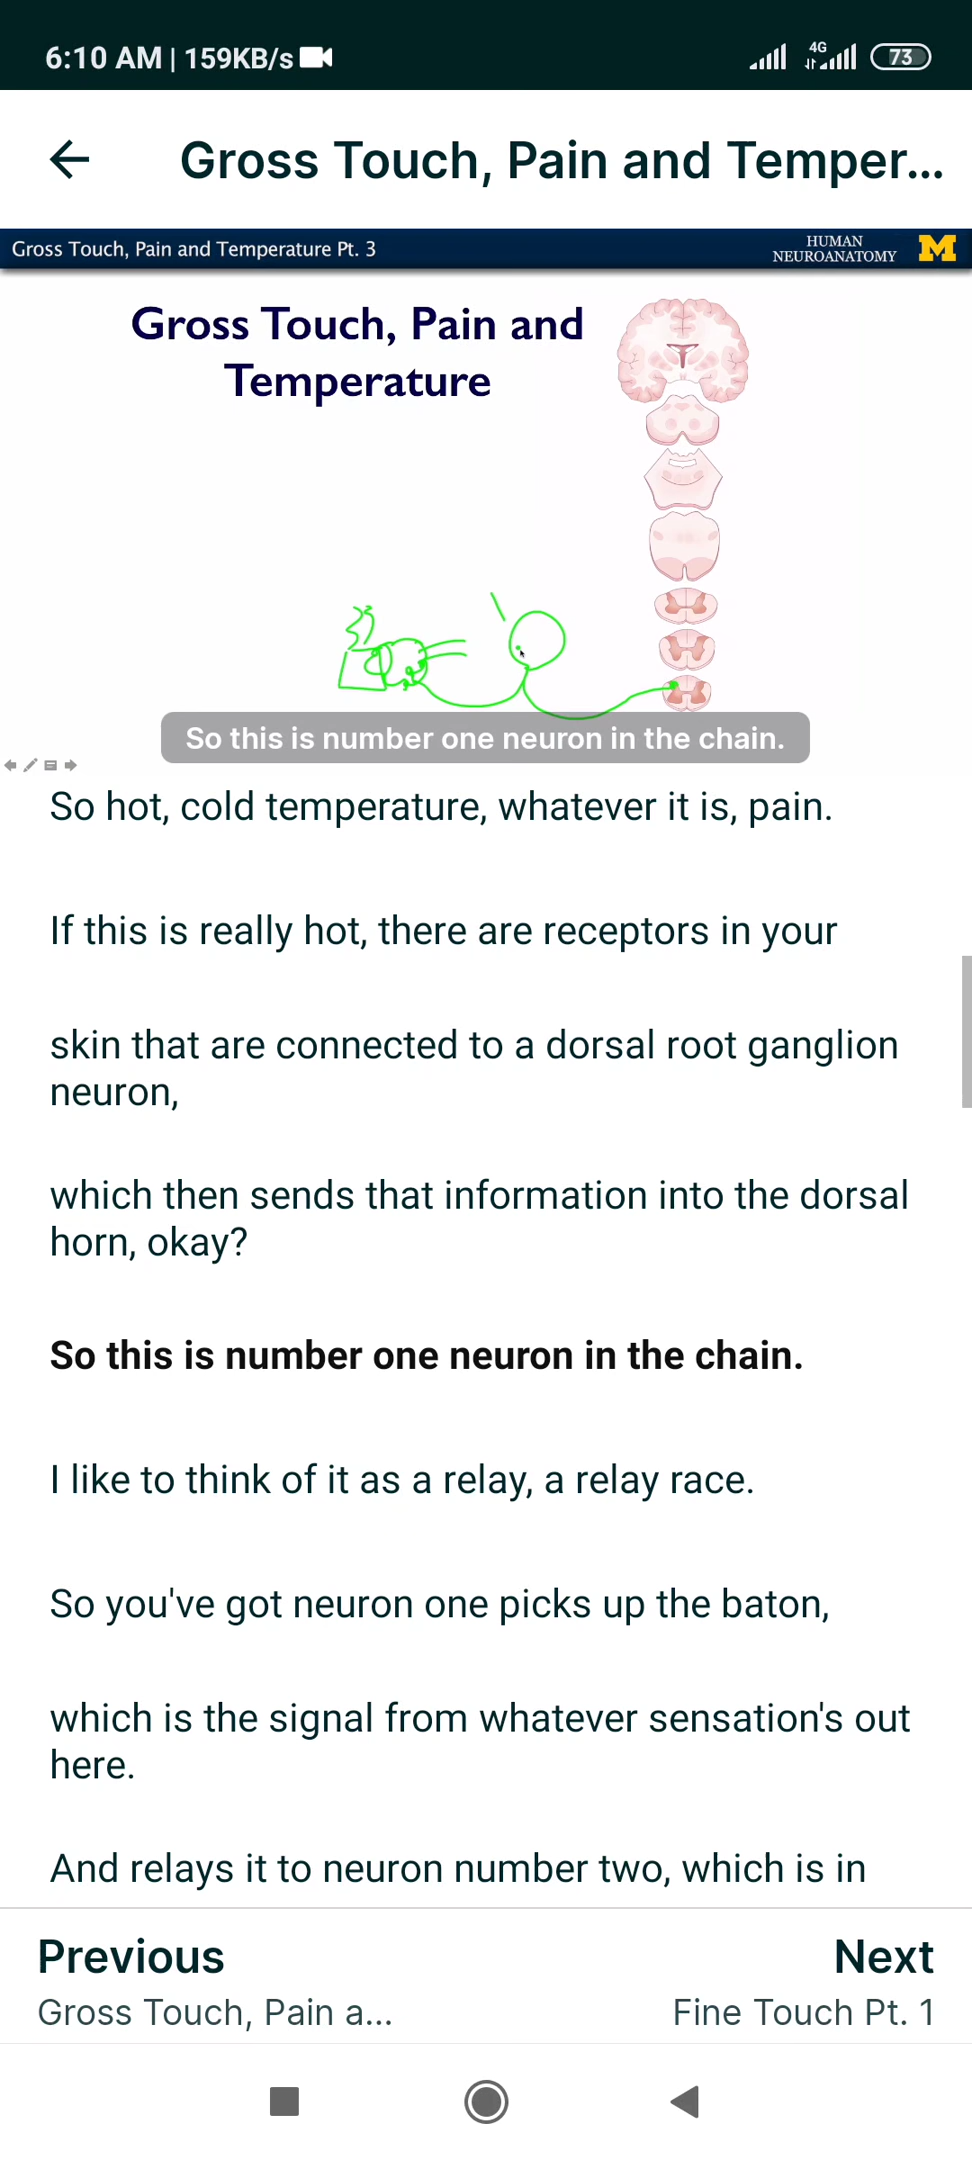 6:10 AM | 159KB/s
4G
73
Gross Touch, Pain and Temper...
Gross Touch, Pain and Temperature Pt. 3
HUMAN
NEUROANATOMY
M
Gross Touch, Pain and
Temperature
So this is number one neuron in the chain.
So hot, cold temperature, whatever it is, pain.
If this is really hot, there are receptors in your
skin that are connected to a dorsal root ganglion
neuron,
which then sends that information into the dorsal
horn, okay?
So this is number one neuron in the chain.
I like to think of it as a relay, a relay race.
So you've got neuron one picks up the baton,
which is the signal from whatever sensation's out
here.
And relays it to neuron number two, which is in
Previous
Next
Gross Touch, Pain a...
Fine Touch Pt. 1